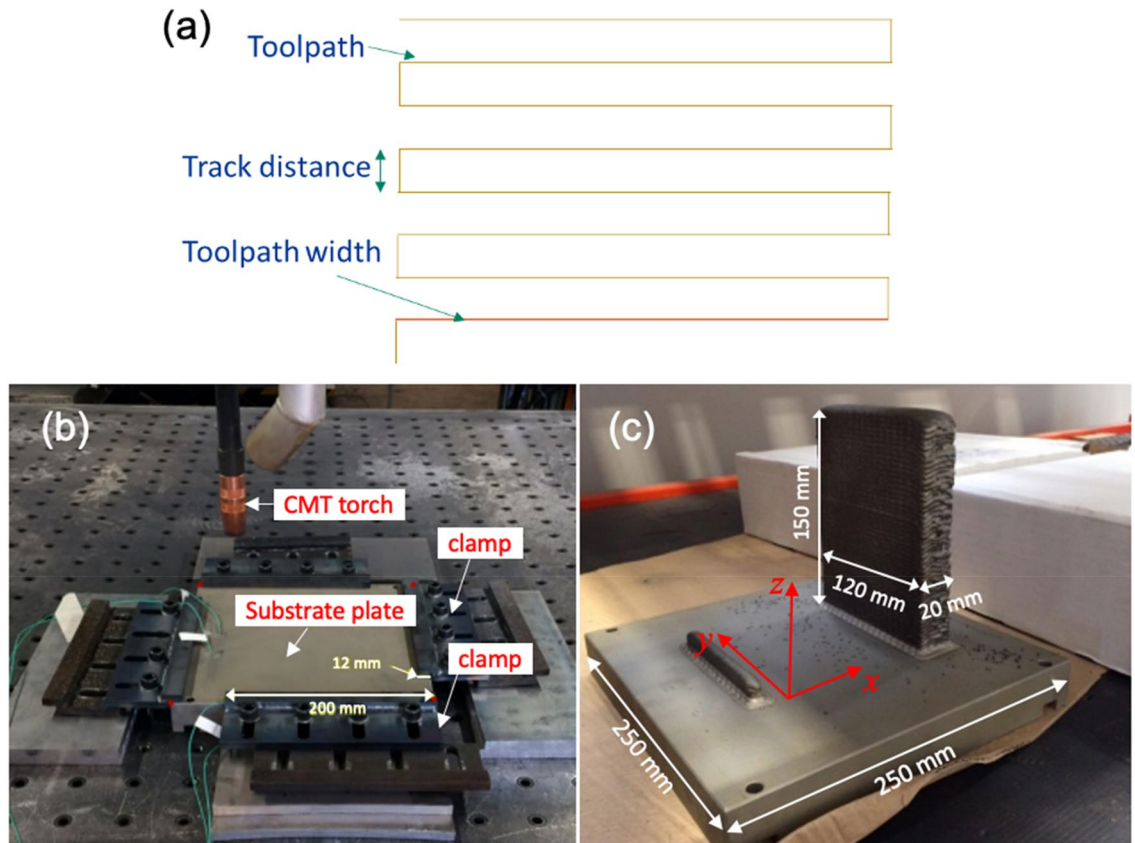 (a)
Toolpath
Track distance
Toolpath width
(b)
CMT torch
clamp
Substrate plate
12 mm
clamp
200 mm
(c)
150 mm
120 mm
20 mm
z
y
x
250 mm
250 mm